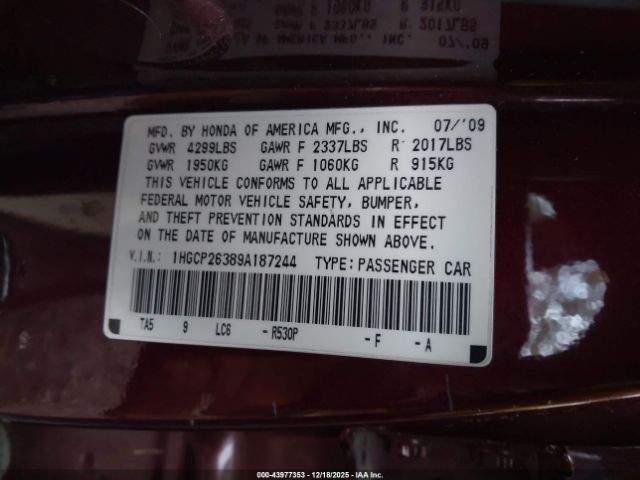 MFD. BY HONDA OF AMERICA MFG., INC. 07/'09
GVWR 4299LBS GAWR F 2337LBS R 2017LBS
GVWR 1950KG GAWR F 1060KG R 915KG
THIS VEHICLE CONFORMS TO ALL APPLICABLE
FEDERAL MOTOR VEHICLE SAFETY, BUMPER,
AND THEFT PREVENTION STANDARDS IN EFFECT
ON THE DATE OF MANUFACTURE SHOWN ABOVE.
V.I.N.: 1HGCP26389A187244 TYPE: PASSENGER CAR
TA5 9 LC6 - R530P - F - A
000-43977353 - 12/18/2025 - IAA Inc.